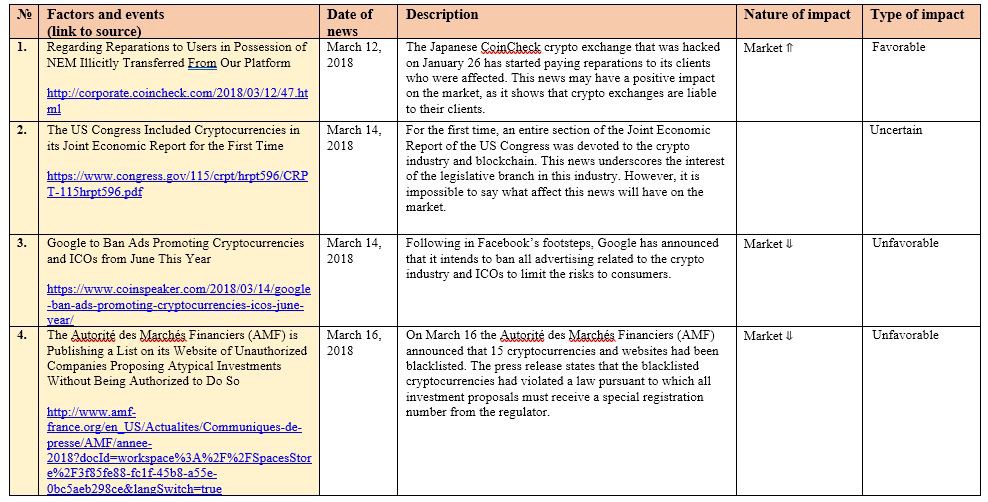 № Factors and events (link to source) Date of news Description Nature of impact Type of impact
1.
Regarding Reparations to Users in Possession of
NEM Illicitly Transferred From Our Platform
http://corporate.coincheck.com/2018/03/12/47.ht
ml
March 12,
2018
The Japanese CoinCheck crypto exchange that was hacked
on January 26 has started paying reparations to its clients
who were affected. This news may have a positive impact
on the market, as it shows that crypto exchanges are liable
to their clients.
Market ⇑
Favorable
2.
The US Congress Included Cryptocurrencies in
its Joint Economic Report for the First Time
https://www.congress.gov/115/crpt/hrpt596/CRP
T-115hrpt596.pdf
March 14,
2018
For the first time, an entire section of the Joint Economic
Report of the US Congress was devoted to the crypto
industry and blockchain. This news underscores the interest
of the legislative branch in this industry. However, it is
impossible to say what affect this news will have on the
market.
Uncertain
3.
Google to Ban Ads Promoting Cryptocurrencies
and ICOs from June This Year
https://www.coinspeaker.com/2018/03/14/google
-ban-ads-promoting-cryptocurrencies-icos-june-
year/
March 14,
2018
Following in Facebook’s footsteps, Google has announced
that it intends to ban all advertising related to the crypto
industry and ICOs to limit the risks to consumers.
Market ⇓
Unfavorable
4.
The Autorité des Marchés Financiers (AMF) is
Publishing a List on its Website of Unauthorized
Companies Proposing Atypical Investments
Without Being Authorized to Do So
http://www.amf-
france.org/en_US/Actualites/Communiques-de-
presse/AMF/annee-
2018?docId=workspace%3A%2F%2FSpacesStor
e%2F3f85fe88-fc1f-45b8-a55e-
0bc5aeb298ce&langSwitch=true
March 16,
2018
On March 16 the Autorité des Marchés Financiers (AMF)
announced that 15 cryptocurrencies and websites had been
blacklisted. The press release states that the blacklisted
cryptocurrencies had violated a law pursuant to which all
investment proposals must receive a special registration
number from the regulator.
Market ⇓
Unfavorable